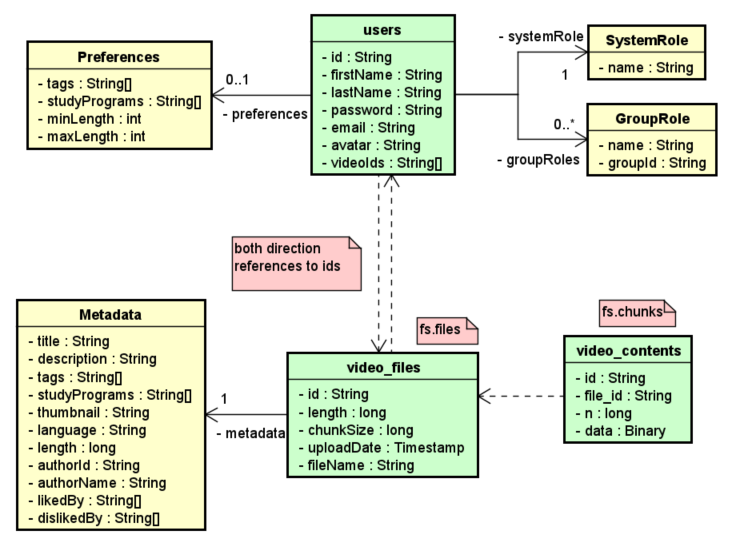 users
- id : String
- firstName : String
- lastName : String
- password : String
- email : String
- avatar : String
- videoIds : String[]
Preferences
- tags : String[]
- studyPrograms : String[]
- minLength : int
- maxLength : int
0..1
- preferences
- systemRole
1
SystemRole
- name : String
0..*
- groupRoles
GroupRole
- name : String
- groupId : String
both direction
references to ids
fs.files
fs.chunks
Metadata
- title : String
- description : String
- tags : String[]
- studyPrograms : String[]
- thumbnail : String
- language : String
- length : long
- authorId : String
- authorName : String
- likedBy : String[]
- dislikedBy : String[]
1
- metadata
video_files
- id : String
- length : long
- chunkSize : long
- uploadDate : Timestamp
- fileName : String
video_contents
- id : String
- file_id : String
- n : long
- data : Binary